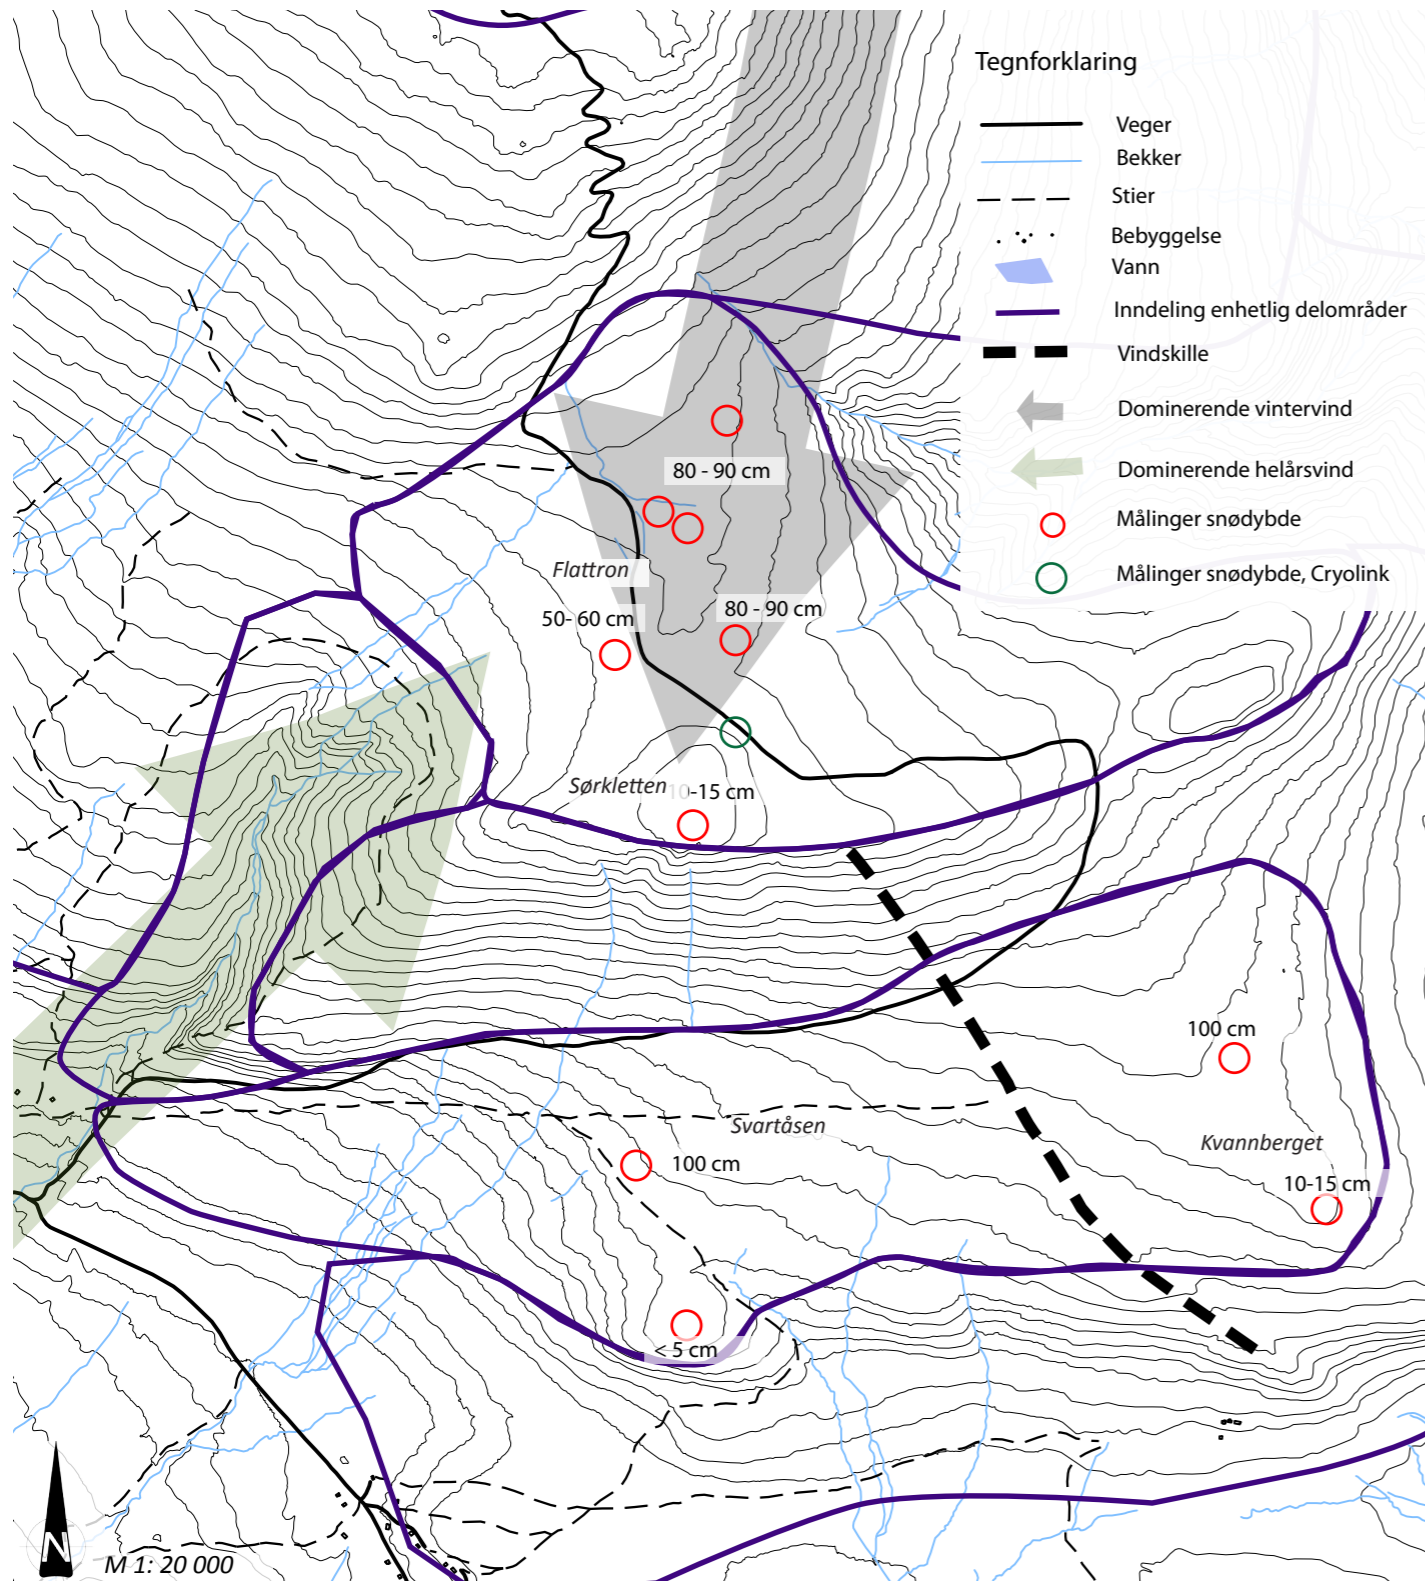 Tegnforklaring
Veger
Bekker
Stier
Bebyggelse
Vann
Inndeling enhetlig delområder
Vindskille
Dominerende vintervind
Dominerende helårsvind
Målinger snødybde
Målinger snødybde, Cryolink
80 - 90 cm
Flattron
50- 60 cm
80 - 90 cm
Sørkletten
10-15 cm
100 cm
Svartåsen
Kvannberget
100 cm
10-15 cm
< 5 cm
N
M 1: 20 000